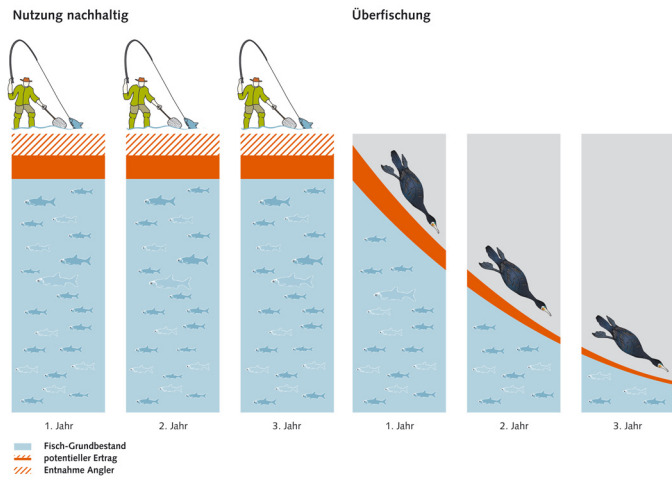 Nutzung nachhaltig
Überfischung
1. Jahr
2. Jahr
3. Jahr
1. Jahr
2. Jahr
3. Jahr
Fisch-Grundbestand
potentieller Ertrag
Entnahme Angler